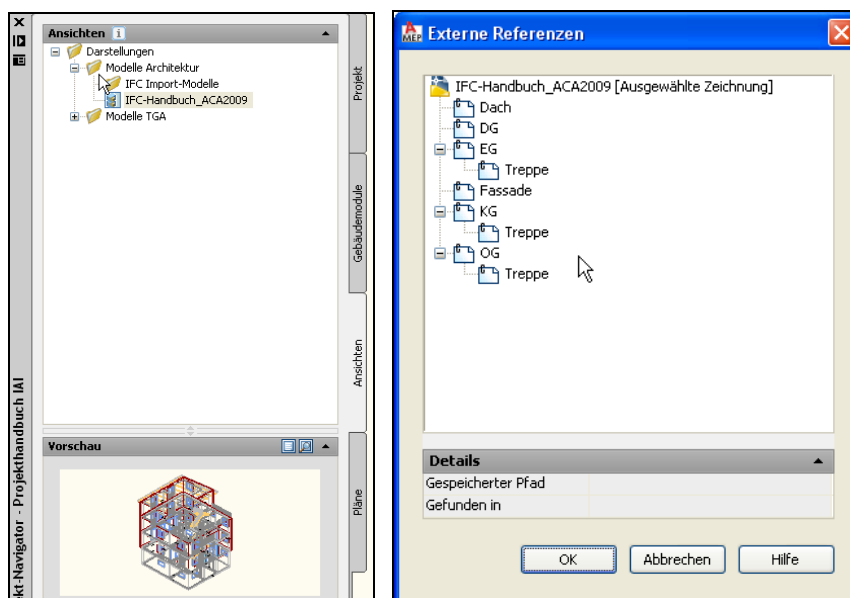 Ansichten
Darstellungen
Modelle Architektur
IFC Import-Modelle
IFC-Handbuch_ACA2009
Modelle TGA
Projekt
Gebäudemodule
Ansichten
Pläne
Vorschau
kt-Navigator - Projekthandbuch IAI
MEP
Externe Referenzen
IFC-Handbuch_ACA2009 [Ausgewählte Zeichnung]
Dach
DG
EG
Treppe
Fassade
KG
Treppe
OG
Treppe
Details
Gespeicherter Pfad
Gefunden in
OK
Abbrechen
Hilfe